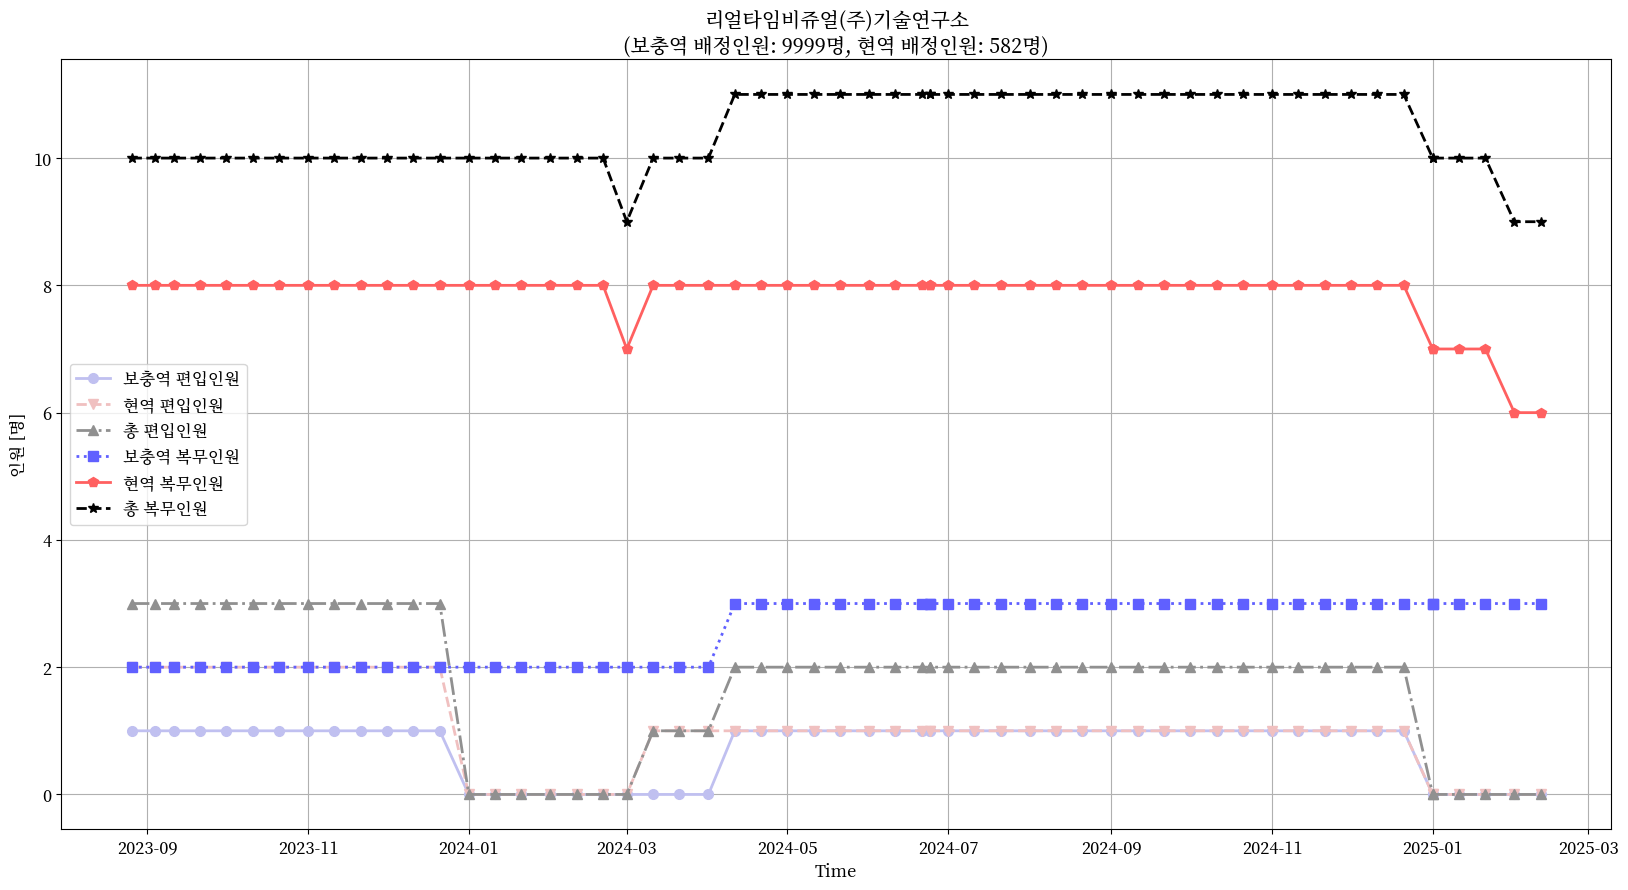 리얼타임비쥬얼(주)기술연구소
(보충역 배정인원: 9999명, 현역 배정인원: 582명)
인원 [명]
10
8
6
4
2
0
보충역 편입인원
현역 편입인원
총 편입인원
보충역 복무인원
현역 복무인원
총 복무인원
2023-09
2023-11
2024-01
2024-03
2024-05
2024-07
2024-09
2024-11
2025-01
2025-03
Time